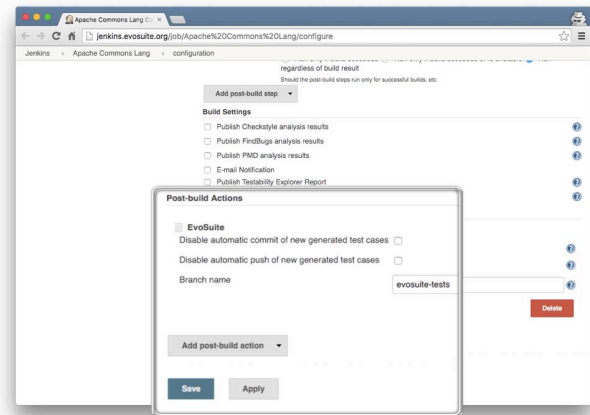 Apache Commons Lang Co
jenkins.evosuite.org/job/Apache%20Commons%20Lang/configure
Jenkins › Apache Commons Lang › configuration
regardless of build result
Should the post-build steps run only for successful builds, etc.
Add post-build step
Build Settings
Publish Checkstyle analysis results
Publish FindBugs analysis results
Publish PMD analysis results
E-mail Notification
Publish Testability Explorer Report
Post-build Actions
EvoSuite
Disable automatic commit of new generated test cases
Disable automatic push of new generated test cases
Branch name
evosuite-tests
Delete
Add post-build action
Save
Apply